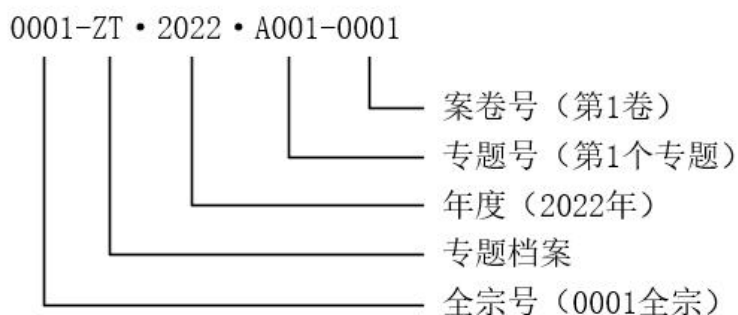 0001-ZT·2022·A001-0001
案卷号（第1卷）
专题号（第1个专题）
年度（2022年）
专题档案
全宗号（0001全宗）